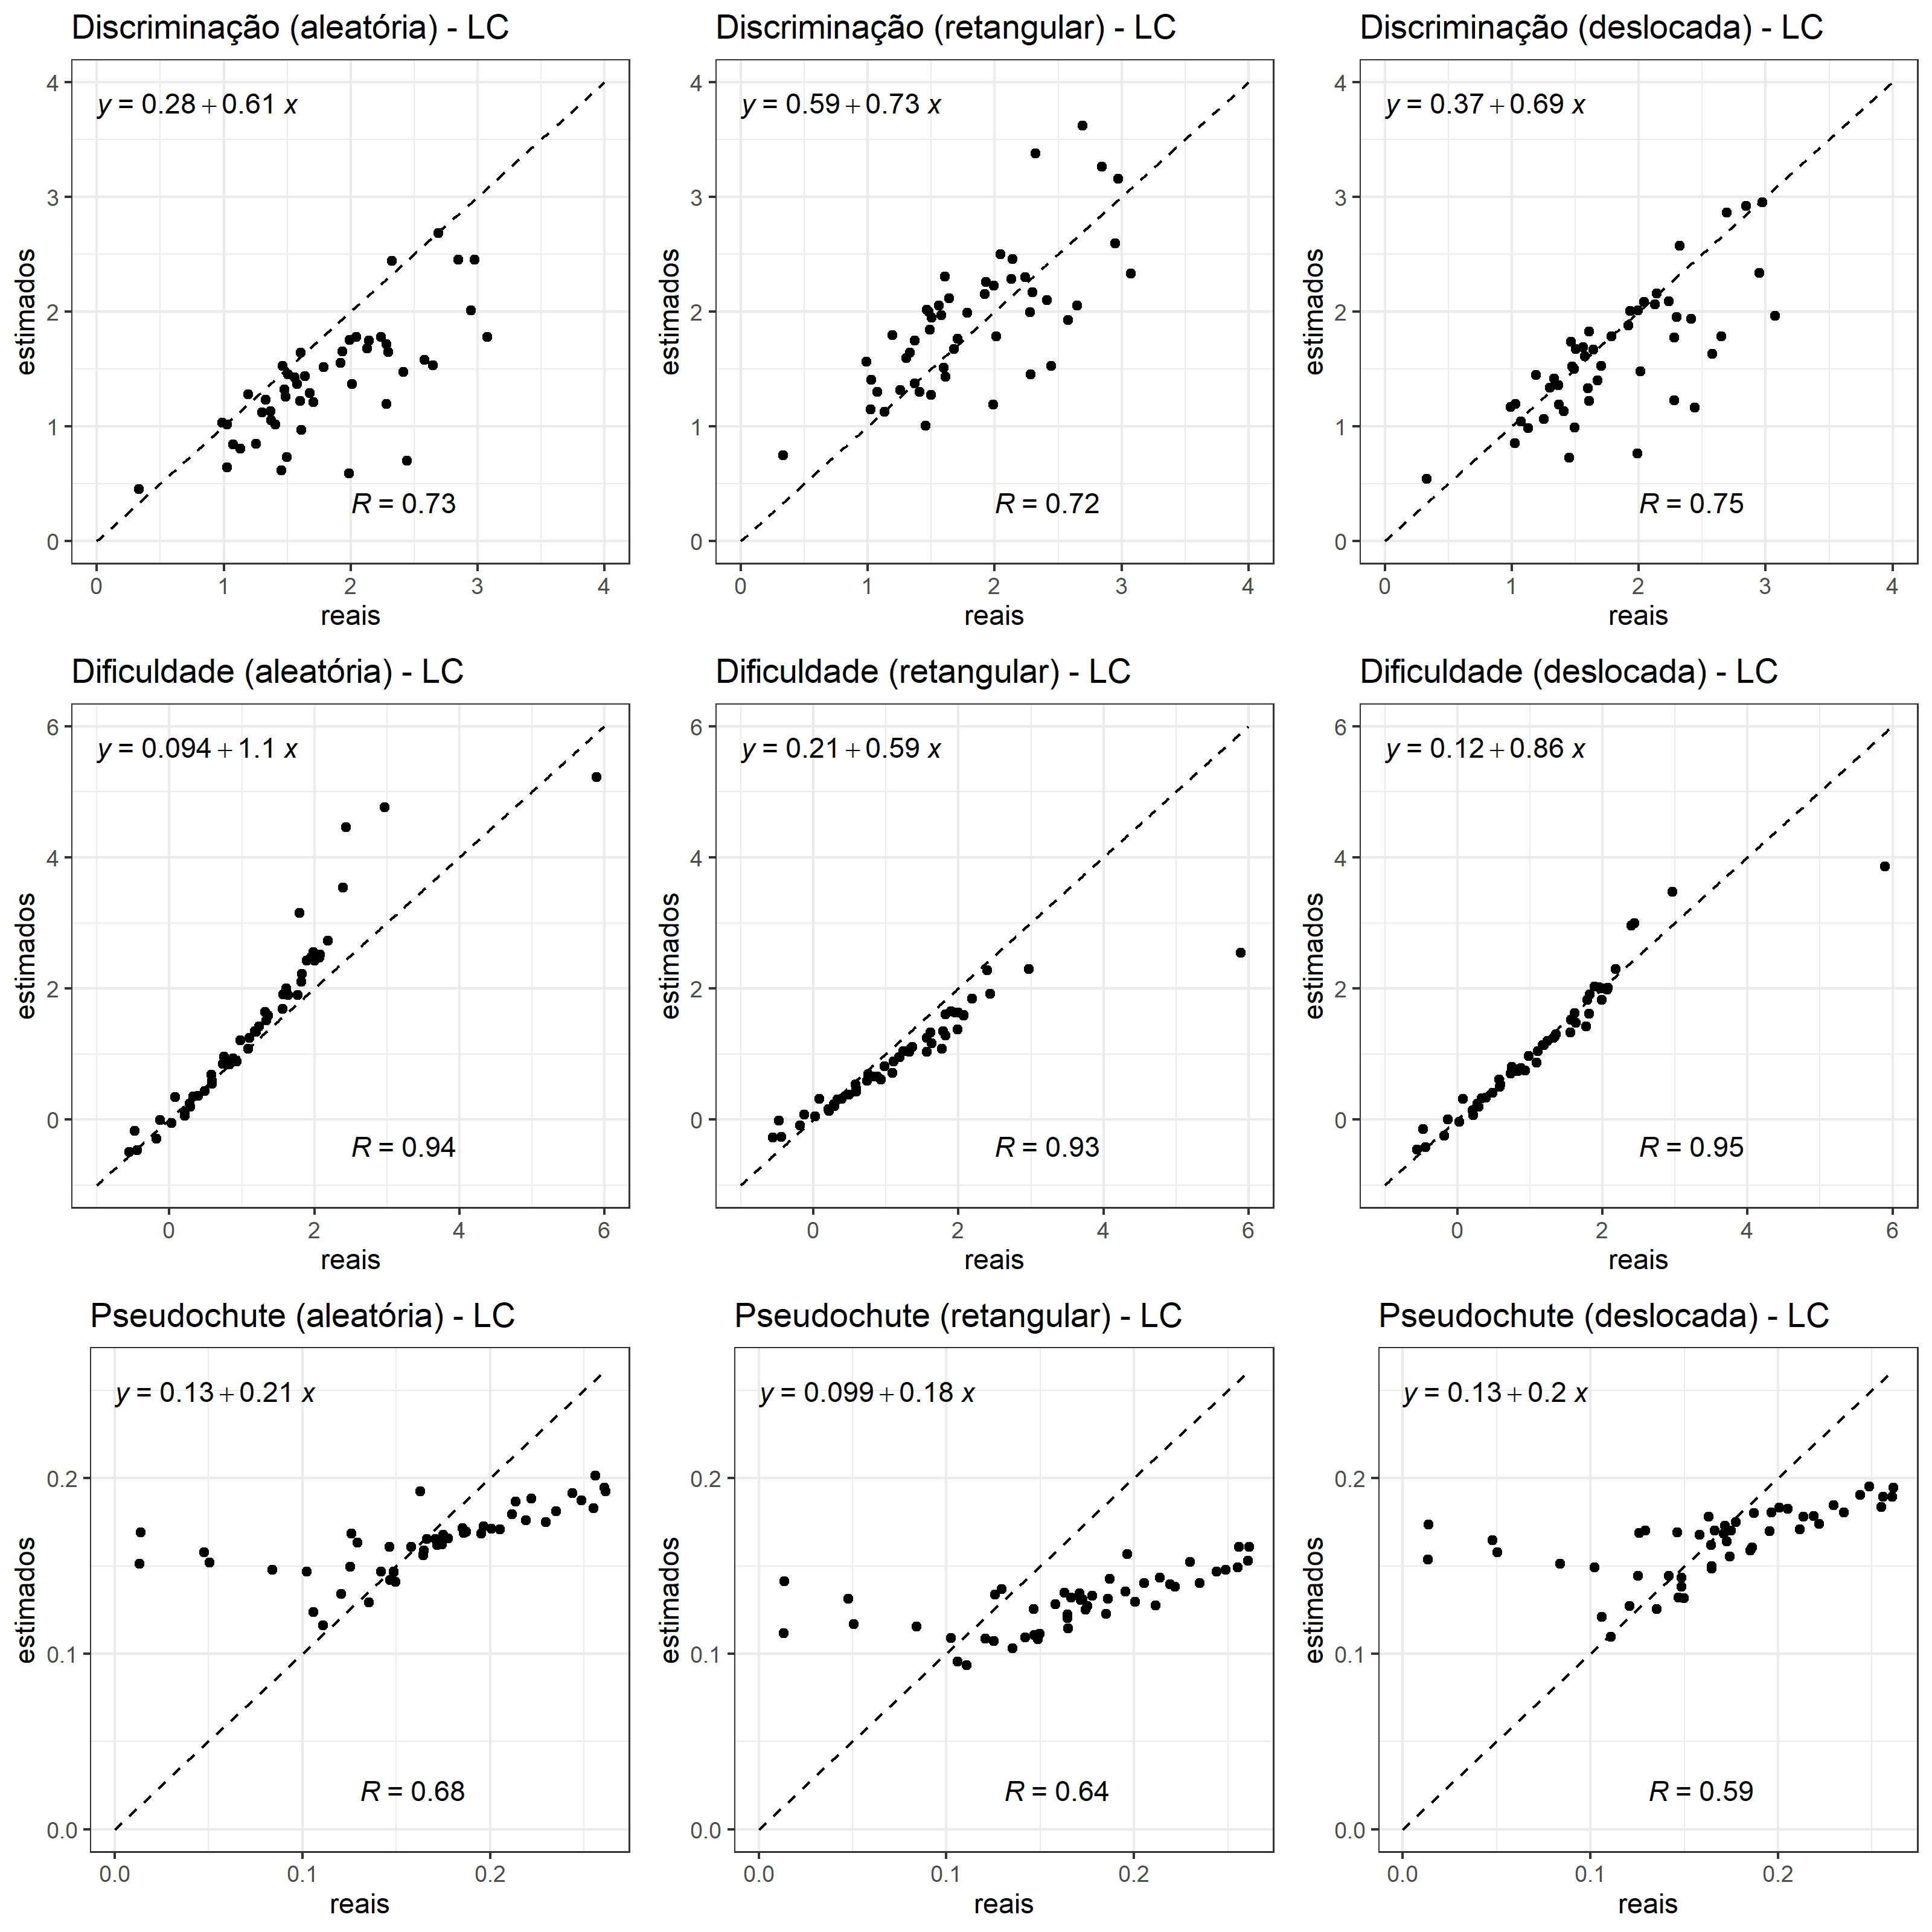 Discriminação (aleatória) - LC
y = 0.28 + 0.61 x
R = 0.73
4
3
2
1
0
estimados
0 1 2 3 4
reais
Discriminação (retangular) - LC
y = 0.59 + 0.73 x
R = 0.72
4
3
2
1
0
estimados
0 1 2 3 4
reais
Discriminação (deslocada) - LC
y = 0.37 + 0.69 x
R = 0.75
4
3
2
1
0
estimados
0 1 2 3 4
reais
Dificuldade (aleatória) - LC
y = 0.094 + 1.1 x
R = 0.94
6
4
2
0
estimados
0 2 4 6
reais
Dificuldade (retangular) - LC
y = 0.21 + 0.59 x
R = 0.93
6
4
2
0
estimados
0 2 4 6
reais
Dificuldade (deslocada) - LC
y = 0.12 + 0.86 x
R = 0.95
6
4
2
0
estimados
0 2 4 6
reais
Pseudochute (aleatória) - LC
y = 0.13 + 0.21 x
R = 0.68
0.2
0.1
0.0
estimados
0.0 0.1 0.2
reais
Pseudochute (retangular) - LC
y = 0.099 + 0.18 x
R = 0.64
0.2
0.1
0.0
estimados
0.0 0.1 0.2
reais
Pseudochute (deslocada) - LC
y = 0.13 + 0.2 x
R = 0.59
0.2
0.1
0.0
estimados
0.0 0.1 0.2
reais